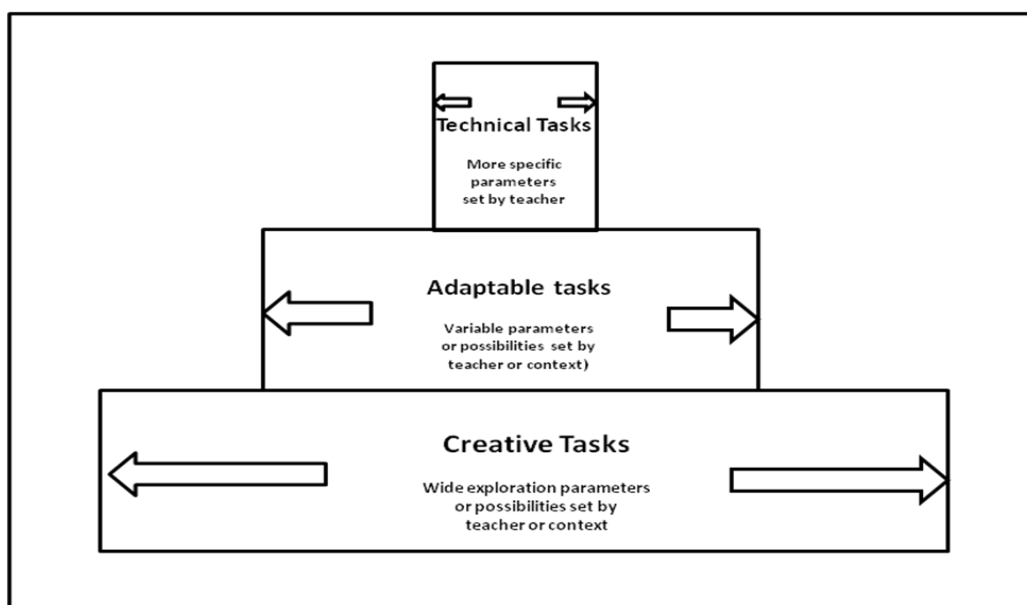 Technical Tasks
More specific
parameters
set by teacher
Adaptable tasks
Variable parameters
or possibilities set by
teacher or context)
Creative Tasks
Wide exploration parameters
or possibilities set by
teacher or context